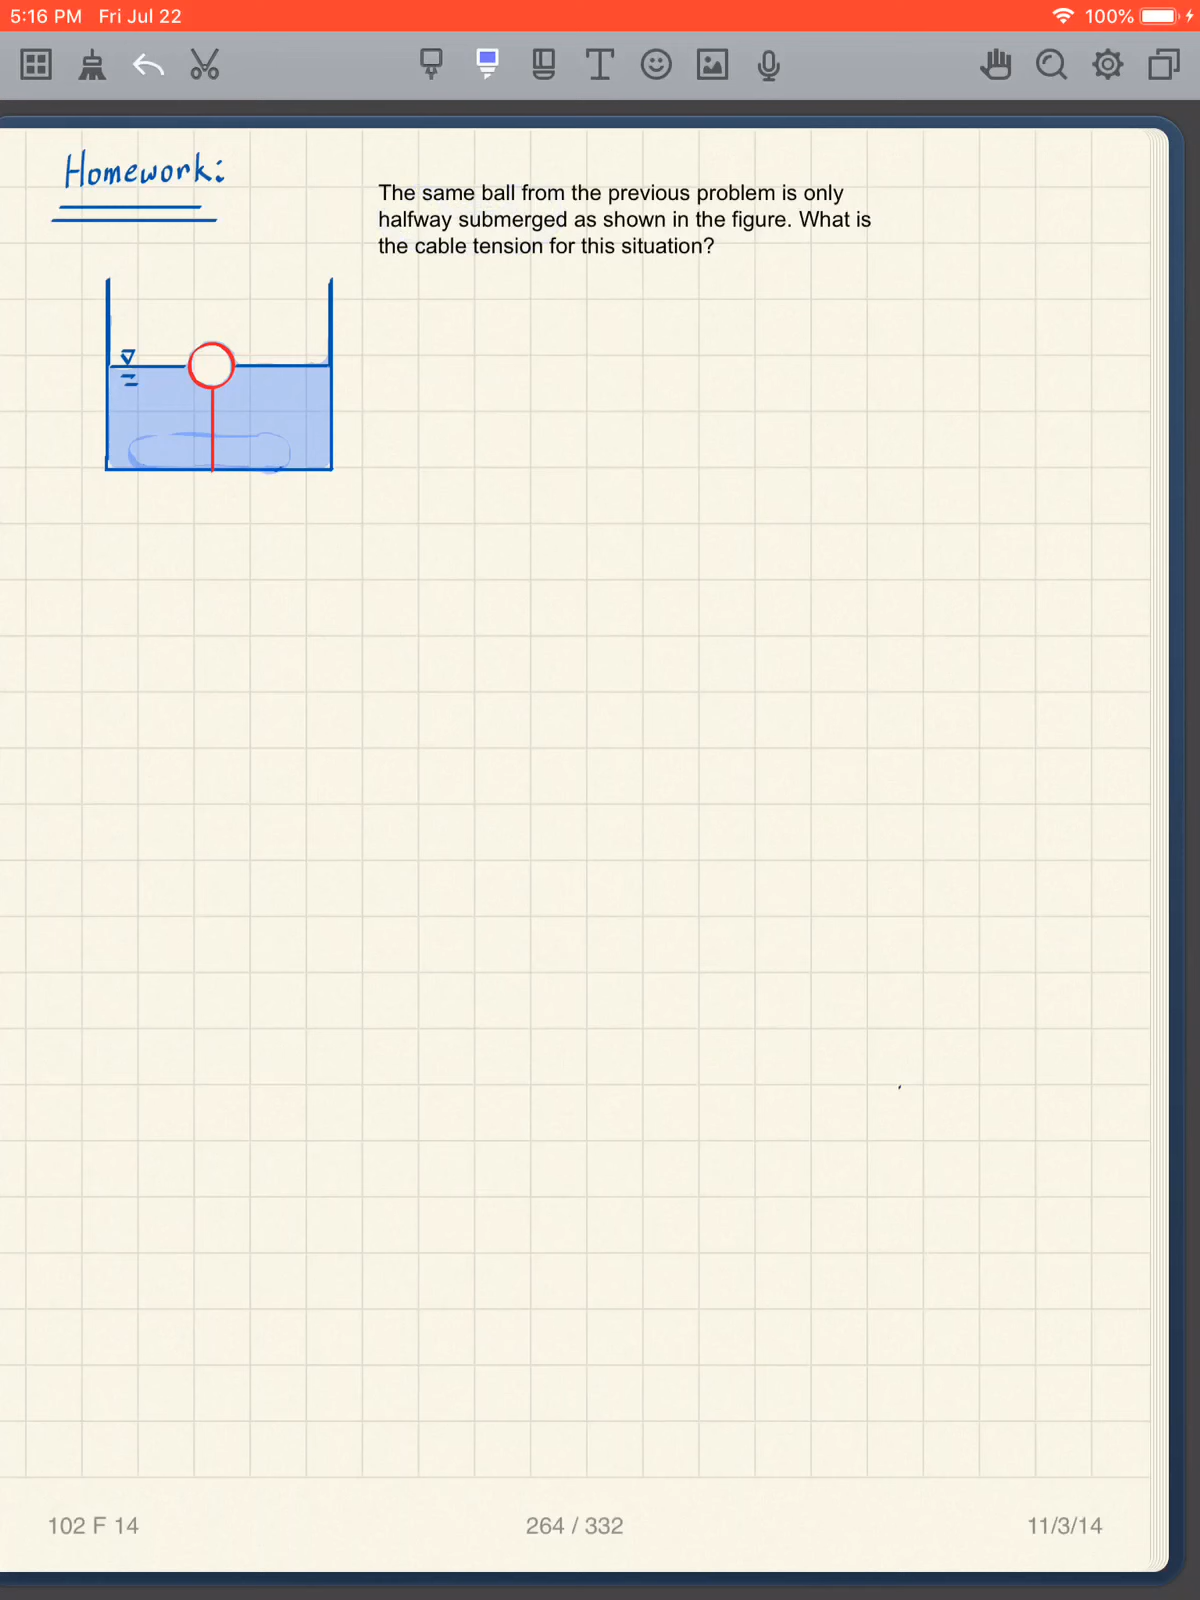 5:16 PM Fri Jul 22
100%
Homework:
The same ball from the previous problem is only
halfway submerged as shown in the figure. What is
the cable tension for this situation?
102 F 14
264 / 332
11/3/14